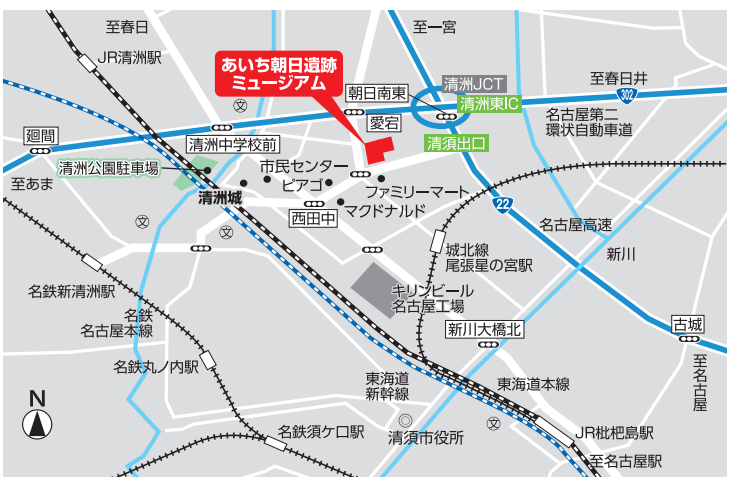 至春日
至一宮
JR清洲駅
あいち朝日遺跡
ミュージアム
清洲JCT
至春日井
朝日南東
清洲東IC
302
文
愛宕
名古屋第二
環状自動車道
廻間
清洲中学校前
清須出口
清洲公園駐車場
市民センター
至あま
ピアゴ
ファミリーマート
清洲城
マクドナルド
22
文
西田中
名古屋高速
文
城北線
尾張星の宮駅
新川
名鉄新清洲駅
キリンビール
名古屋工場
名鉄
名古屋本線
新川大橋北
古城
名鉄丸ノ内駅
至名古屋
東海道
新幹線
東海道本線
N
名鉄須ケ口駅
清須市役所
文
JR枇杷島駅
至名古屋駅